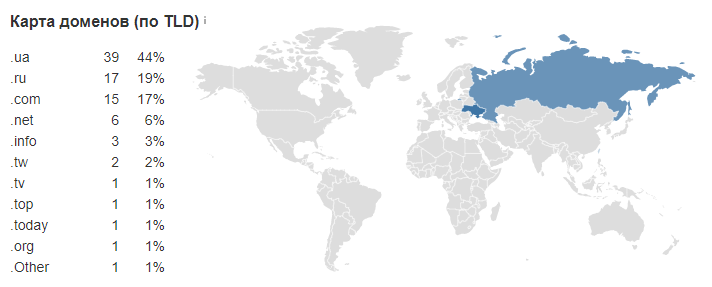 Карта доменов (по TLD) i
.ua 39 44%
.ru 17 19%
.com 15 17%
.net 6 6%
.info 3 3%
.tw 2 2%
.tv 1 1%
.top 1 1%
.today 1 1%
.org 1 1%
.Other 1 1%